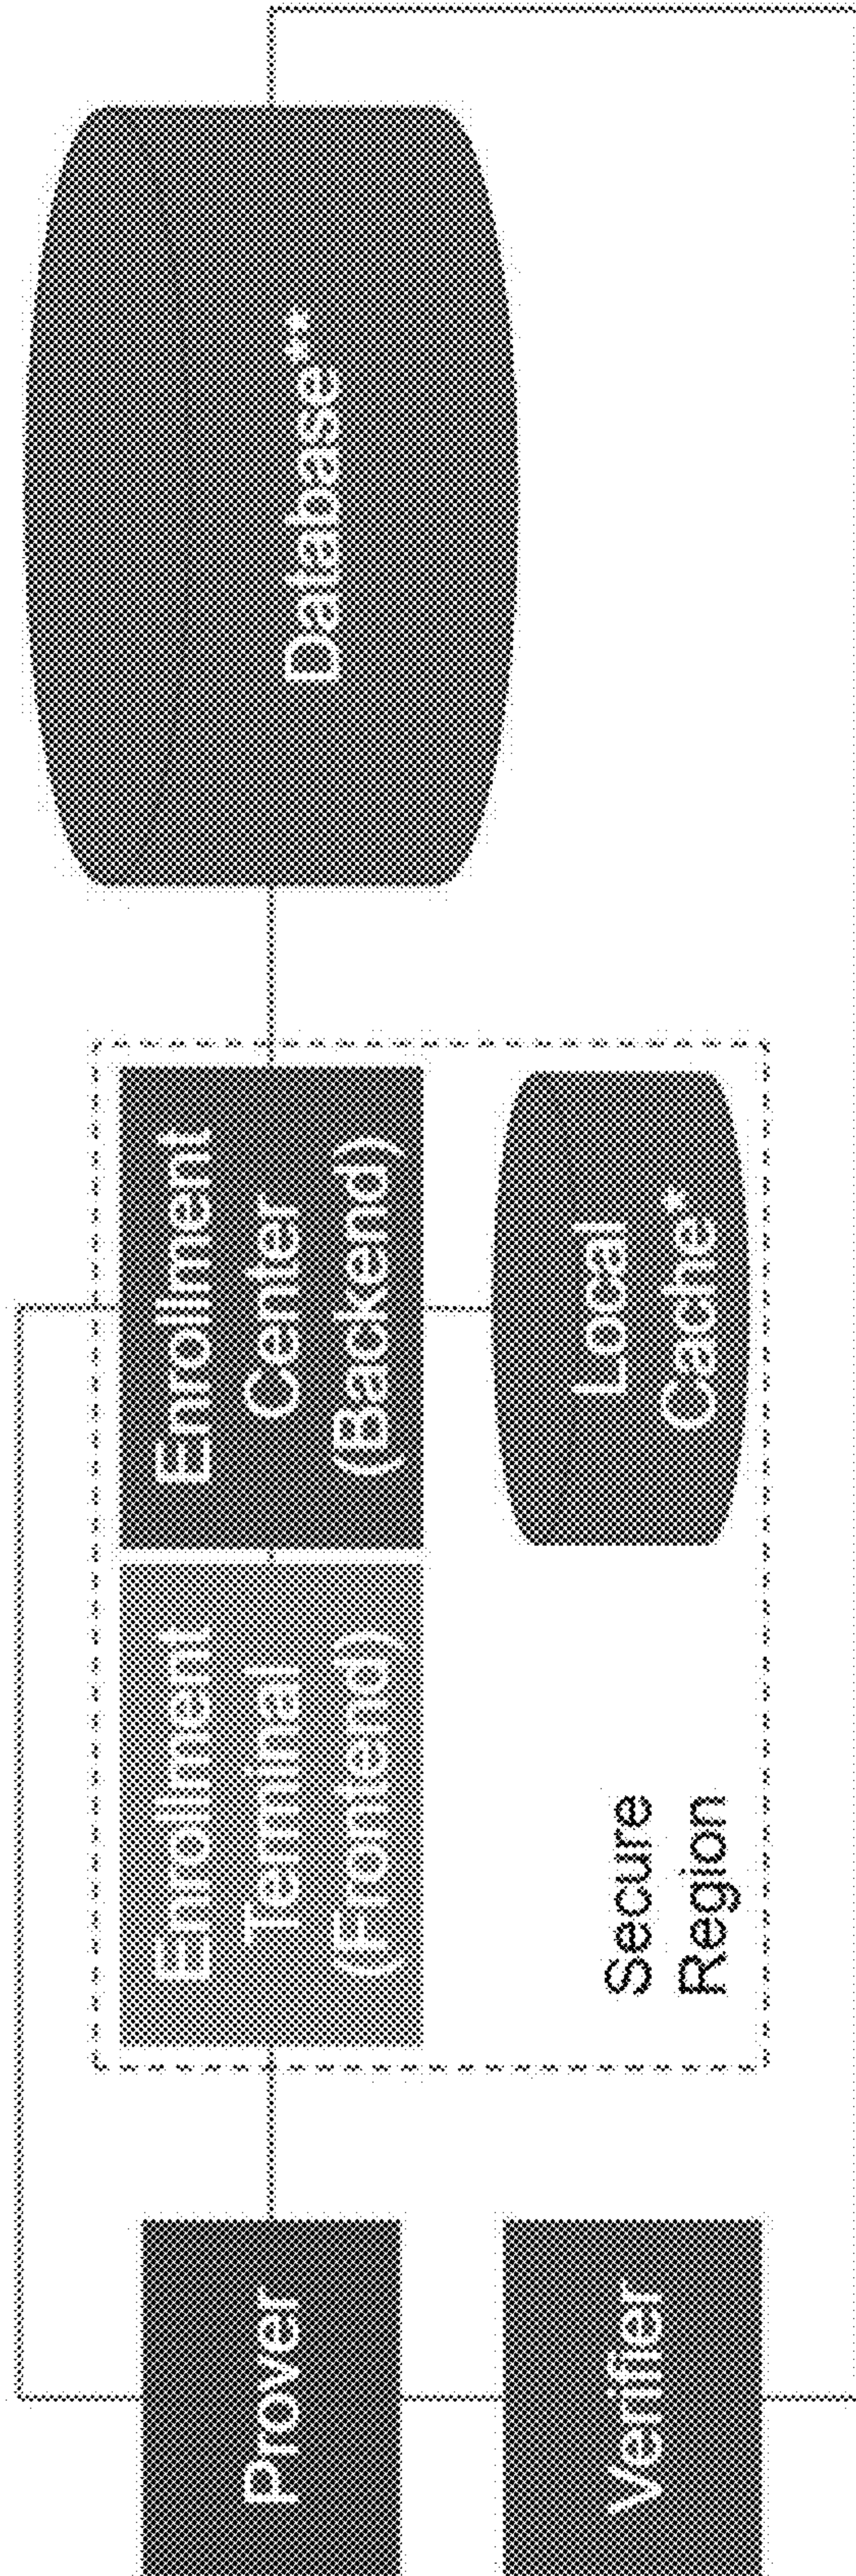 Prover
Enrollment
Terminal
(Frontend)
Enrollment
Center
(Backend)
Database**
Verifier
Secure
Region
Local
Cache*